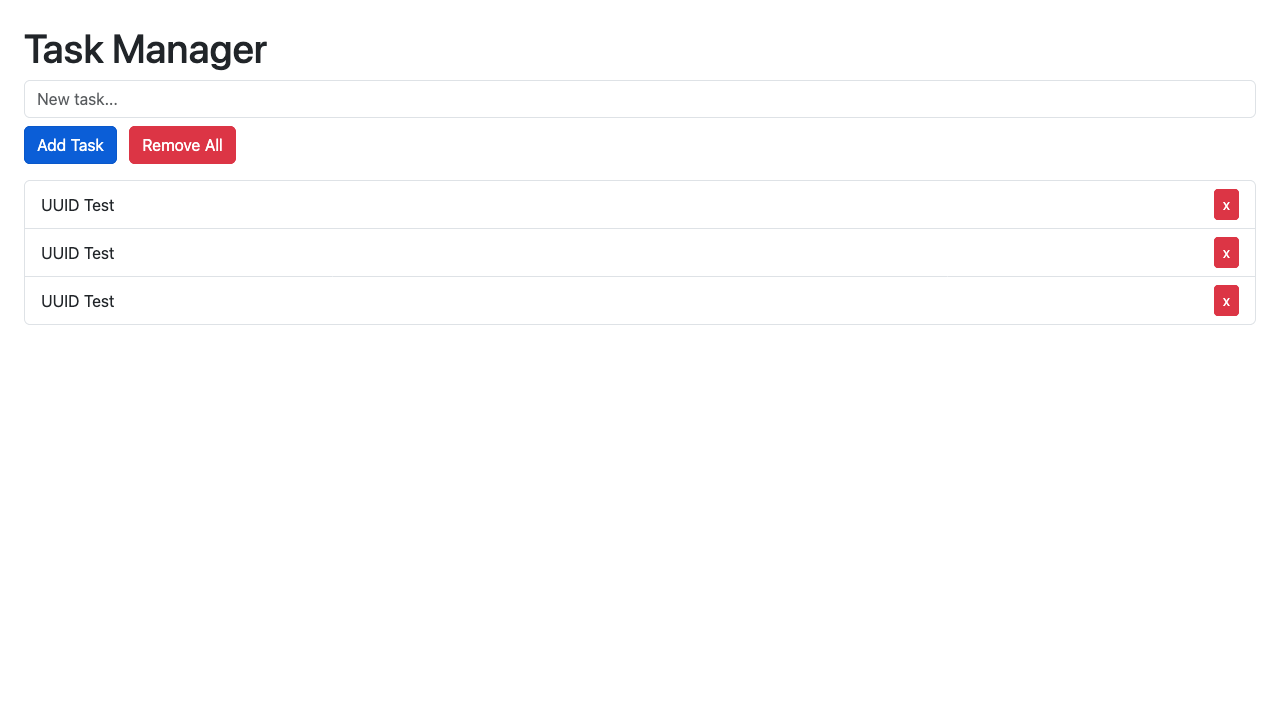 Task Manager
New task...
Add Task Remove All
UUID Test x
UUID Test x
UUID Test x